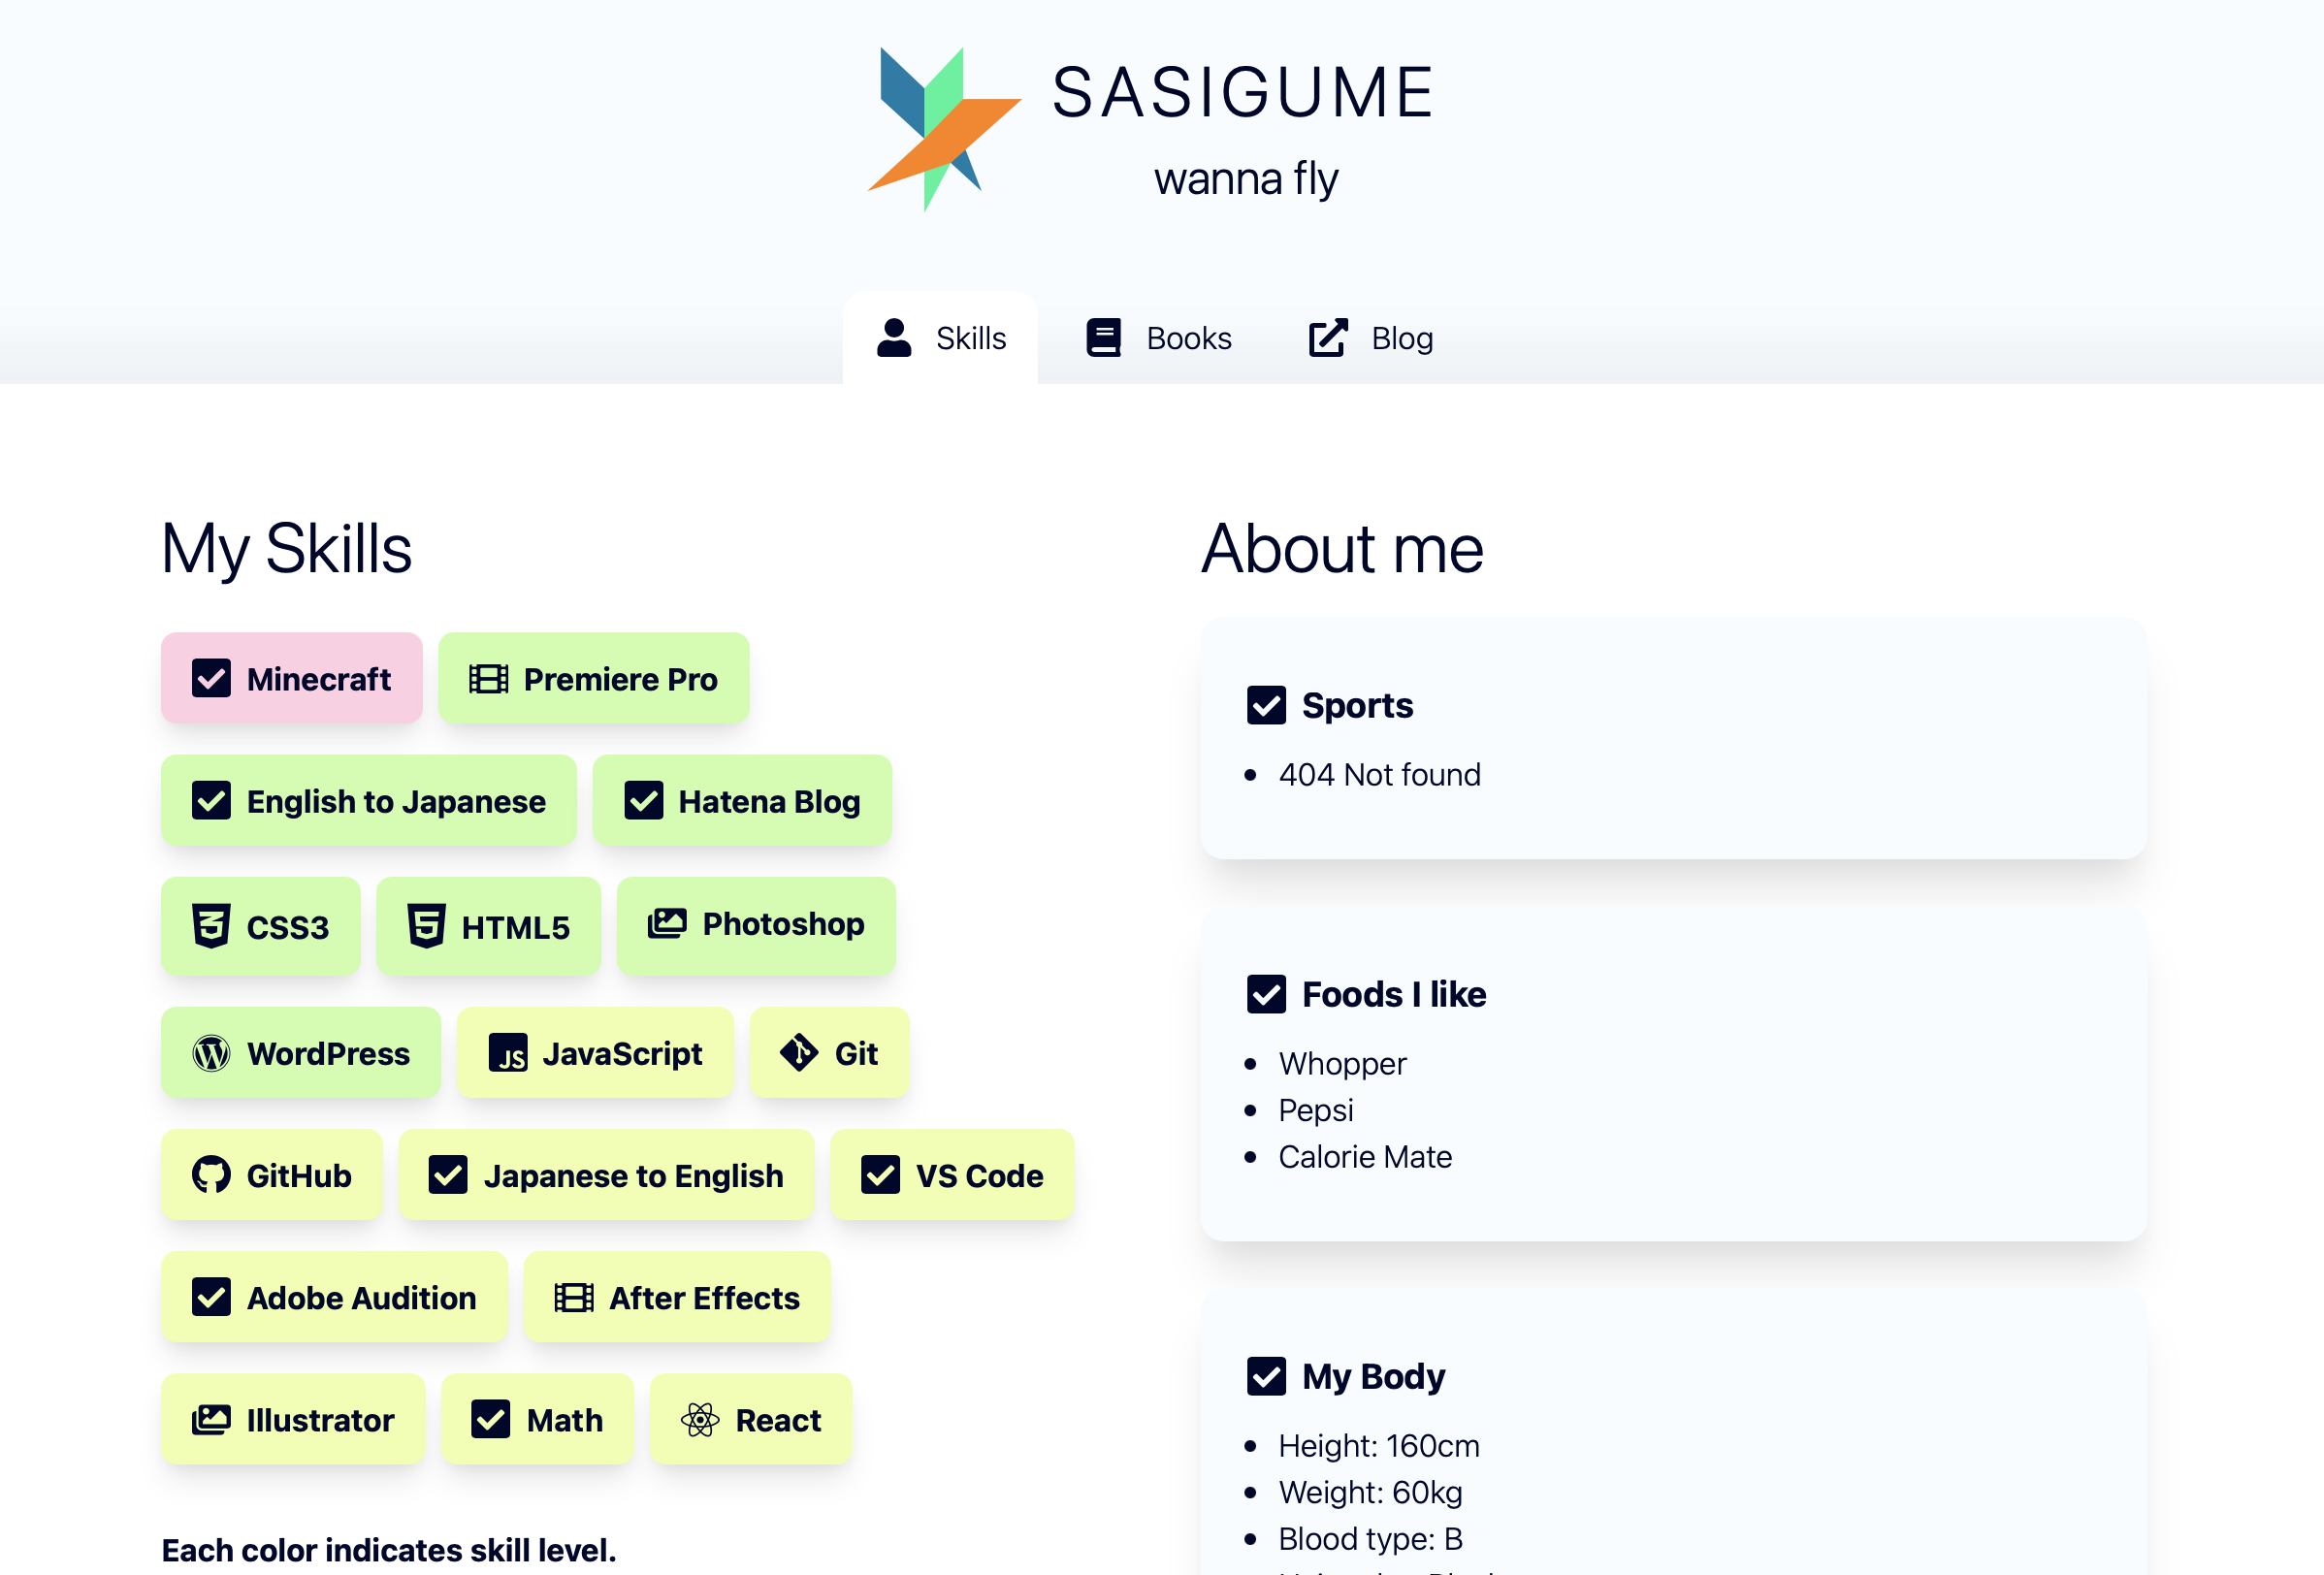 SASIGUME
wanna fly
Skills
Books
Blog
My Skills
Minecraft
Premiere Pro
English to Japanese
Hatena Blog
CSS3
HTML5
Photoshop
WordPress
JS
JavaScript
Git
GitHub
Japanese to English
VS Code
Adobe Audition
After Effects
Illustrator
Math
React
Each color indicates skill level.
About me
Sports
404 Not found
Foods I like
Whopper
Pepsi
Calorie Mate
My Body
Height: 160cm
Weight: 60kg
Blood type: B